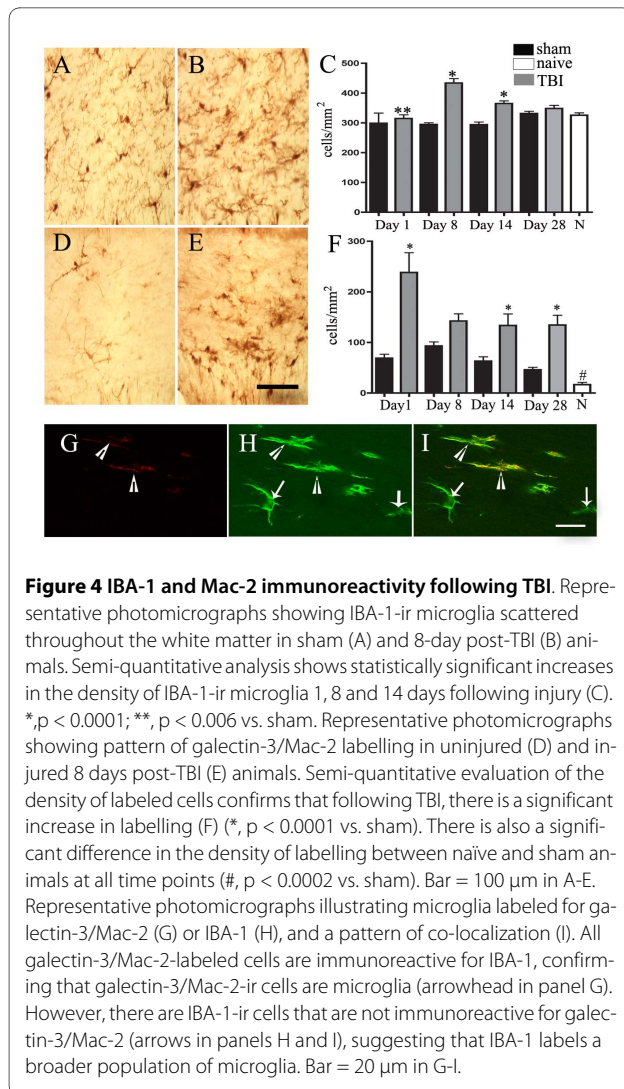 A
B
C
sham
naive
TBI
cells/mm²
500
400
300
200
100
0
**
*
*
Day 1 Day 8 Day 14 Day 28 N
D
E
F
cells/mm²
300
200
100
0
*
*
*
#
Day1 Day 8 Day 14 Day 28 N
G
H
I
Figure 4 IBA-1 and Mac-2 immunoreactivity following TBI. Repre-
sentative photomicrographs showing IBA-1-ir microglia scattered
throughout the white matter in sham (A) and 8-day post-TBI (B) ani-
mals. Semi-quantitative analysis shows statistically significant increases
in the density of IBA-1-ir microglia 1, 8 and 14 days following injury (C).
*,p < 0.0001; **, p < 0.006 vs. sham. Representative photomicrographs
showing pattern of galectin-3/Mac-2 labelling in uninjured (D) and in-
jured 8 days post-TBI (E) animals. Semi-quantitative evaluation of the
density of labeled cells confirms that following TBI, there is a significant
increase in labelling (F) (*, p < 0.0001 vs. sham). There is also a signifi-
cant difference in the density of labelling between naïve and sham an-
imals at all time points (#, p < 0.0002 vs. sham). Bar = 100 μm in A-E.
Representative photomicrographs illustrating microglia labeled for ga-
lectin-3/Mac-2 (G) or IBA-1 (H), and a pattern of co-localization (I). All
galectin-3/Mac-2-labeled cells are immunoreactive for IBA-1, confirm-
ing that galectin-3/Mac-2-ir cells are microglia (arrowhead in panel G).
However, there are IBA-1-ir cells that are not immunoreactive for galec-
tin-3/Mac-2 (arrows in panels H and I), suggesting that IBA-1 labels a
broader population of microglia. Bar = 20 μm in G-I.